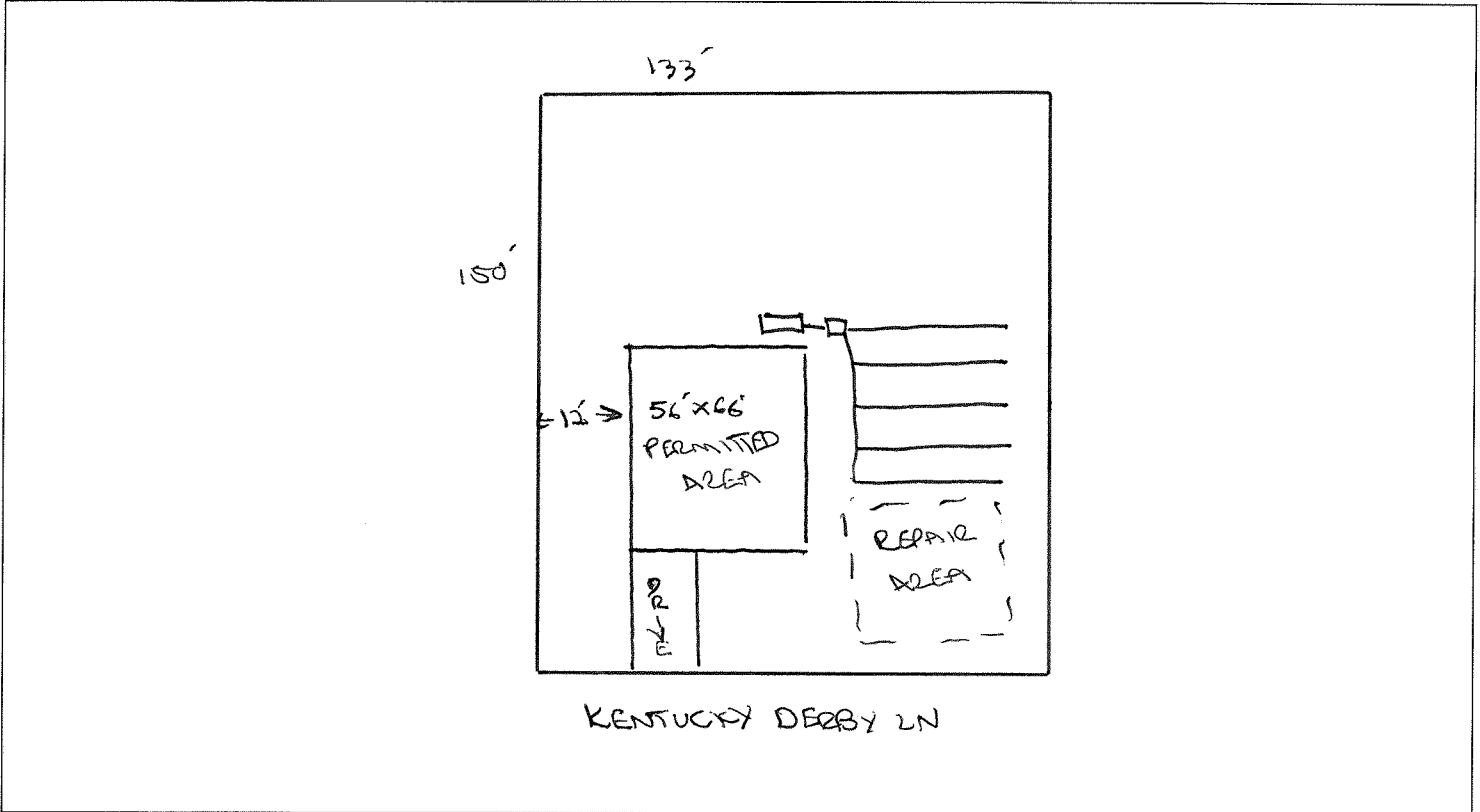 133'
150'
12'
56'x66'
PERMITTED
AREA
REPAIR
AREA
DRIVE
KENTUCKY DERBY LN